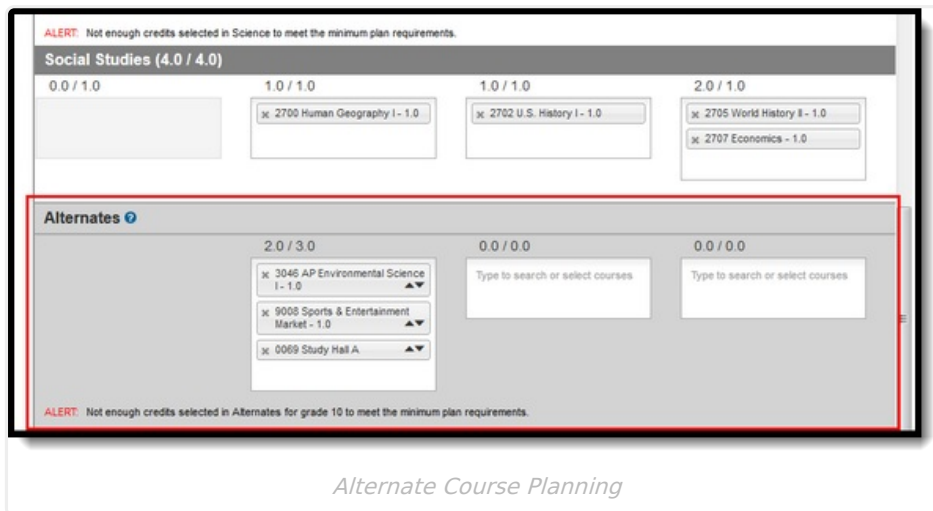 ALERT: Not enough credits selected in Science to meet the minimum plan requirements.
Social Studies (4.0 / 4.0)
0.0 / 1.0 1.0 / 1.0 1.0 / 1.0 2.0 / 1.0
x 2700 Human Geography I - 1.0 x 2702 U.S. History I - 1.0 x 2705 World History II - 1.0
x 2707 Economics - 1.0
Alternates ?
2.0 / 3.0 0.0 / 0.0 0.0 / 0.0
x 3046 AP Environmental Science Type to search or select courses Type to search or select courses
I - 1.0
x 9008 Sports & Entertainment
Market - 1.0
x 0069 Study Hall A
ALERT: Not enough credits selected in Alternates for grade 10 to meet the minimum plan requirements.
Alternate Course Planning